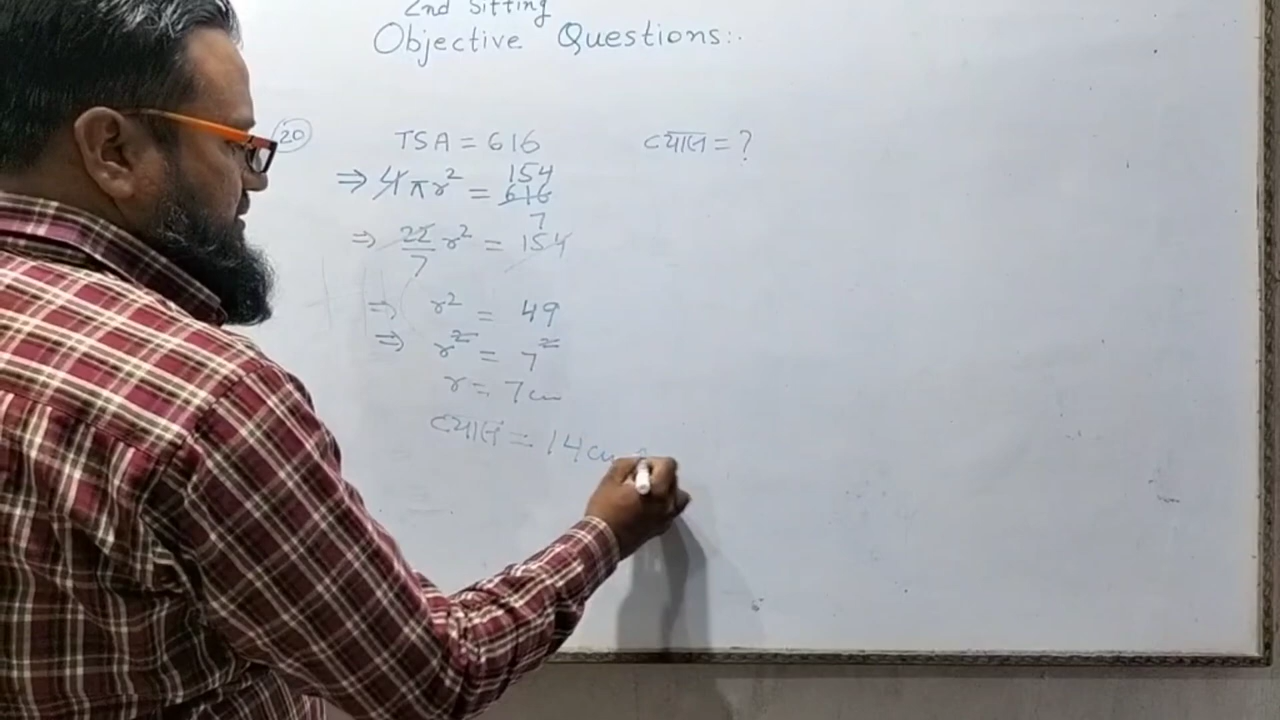 2nd Sitting
Objective Questions:-
20 TSA = 616 व्यास = ?
154
⇒ 4πr² = 616
7
⇒ 22/7 r² = 154
⇒ r² = 49
⇒ r² = 7²
r = 7cm
व्यास = 14cm